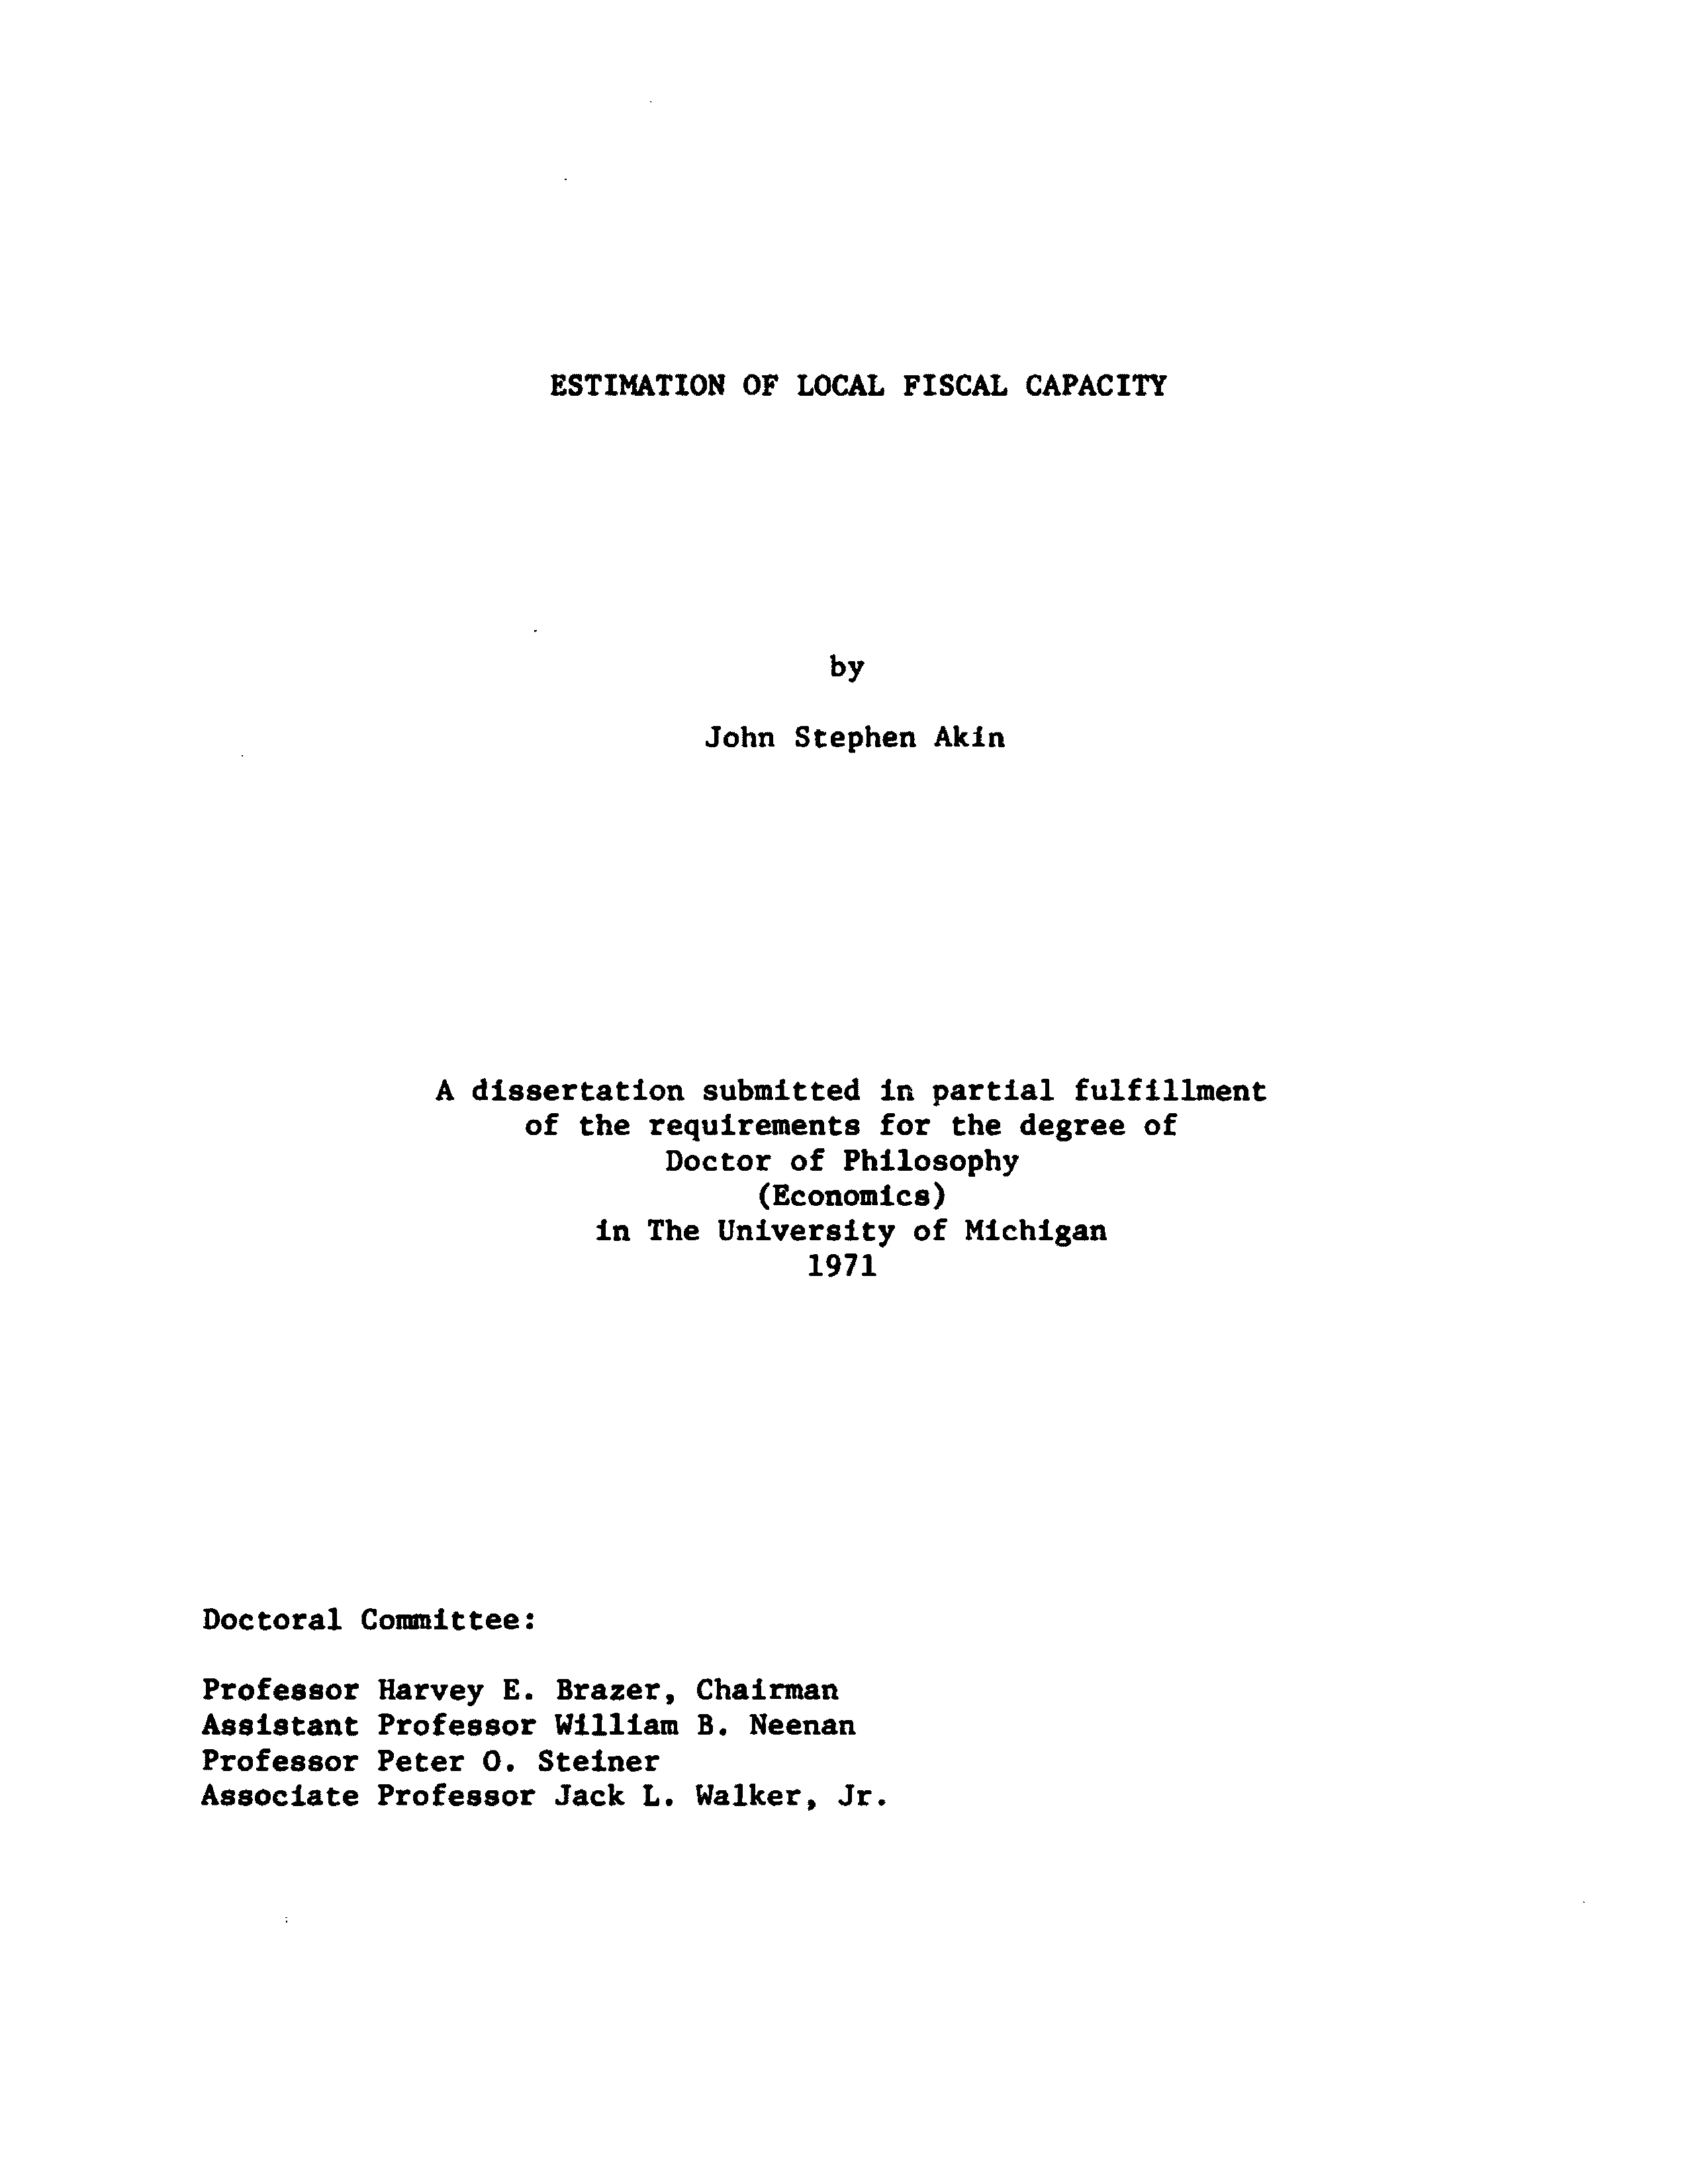 ESTIMATION OF LOCAL FISCAL CAPACITY
by
John Stephen Akin
A dissertation submitted in partial fulfillment
of the requirements for the degree of
Doctor of Philosophy
(Economics)
in The University of Michigan
1971
Doctoral Committee:
Professor Harvey E. Brazer, Chairman
Assistant Professor William B. Neenan
Professor Peter O. Steiner
Associate Professor Jack L. Walker, Jr.